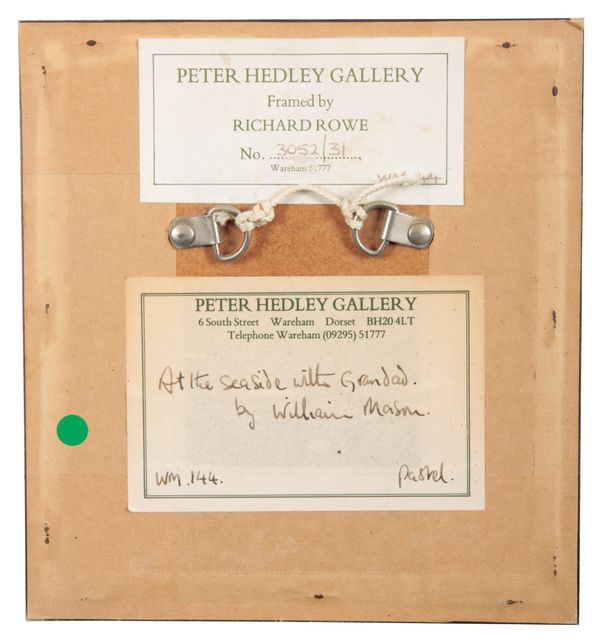 PETER HEDLEY GALLERY
Framed by
RICHARD ROWE
No. 3052/31
Wareham 51777
PETER HEDLEY GALLERY
6 South Street Wareham Dorset BH20 4LT
Telephone Wareham (09295) 51777
At the seaside with Grandad.
by William Mason.
WM.144.
Pastel.